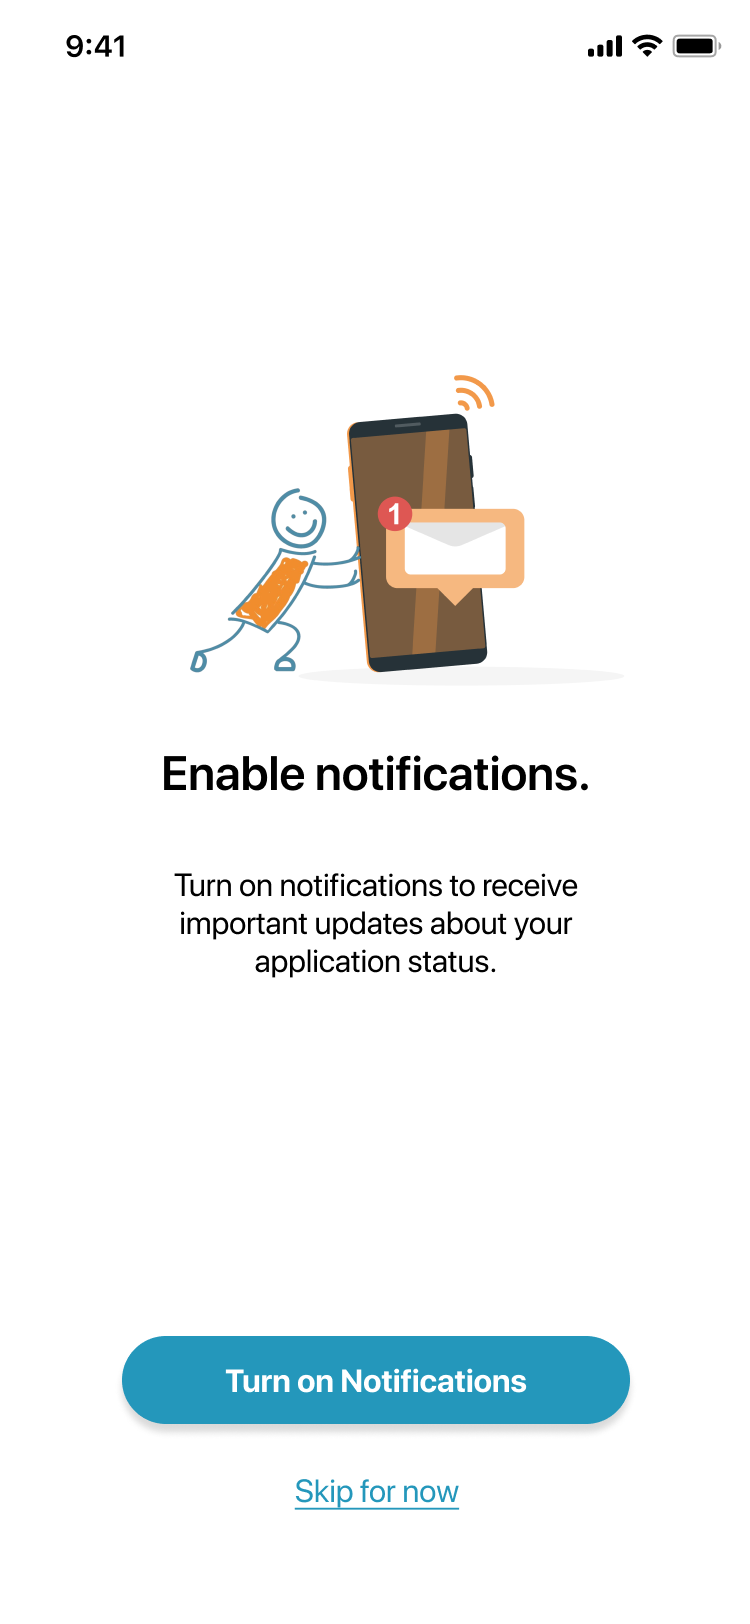 9:41
1
Enable notifications.
Turn on notifications to receive
important updates about your
application status.
Turn on Notifications
Skip for now